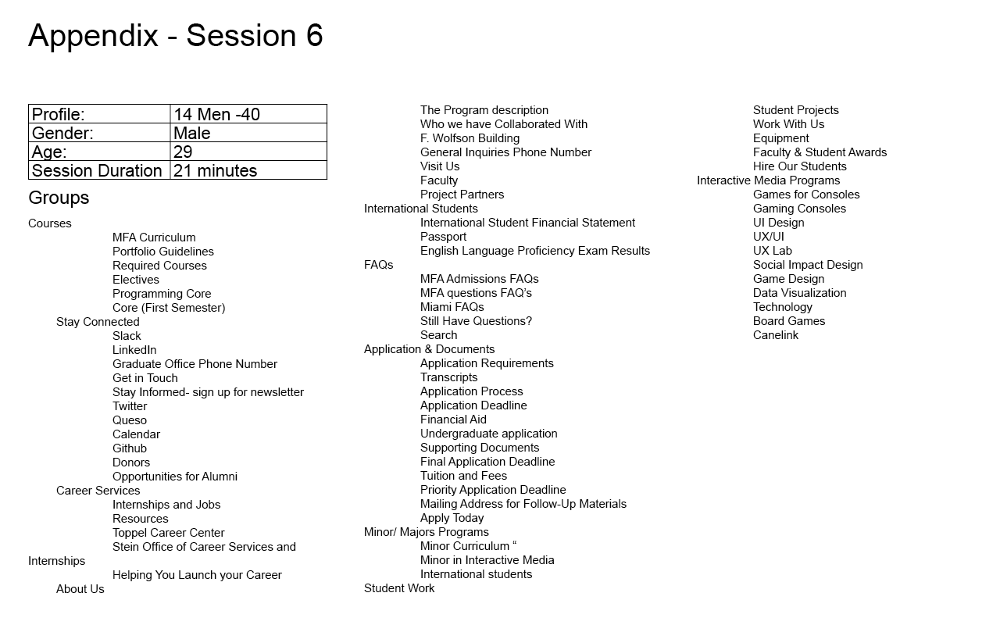 Appendix - Session 6
Profile: 14 Men -40
Gender: Male
Age: 29
Session Duration 21 minutes
Groups
Courses
MFA Curriculum
Portfolio Guidelines
Required Courses
Electives
Programming Core
Core (First Semester)
Stay Connected
Slack
LinkedIn
Graduate Office Phone Number
Get in Touch
Stay Informed- sign up for newsletter
Twitter
Queso
Calendar
Github
Donors
Opportunities for Alumni
Career Services
Internships and Jobs
Resources
Toppel Career Center
Stein Office of Career Services and
Internships
Helping You Launch your Career
About Us
The Program description
Who we have Collaborated With
F. Wolfson Building
General Inquiries Phone Number
Visit Us
Faculty
Project Partners
International Students
International Student Financial Statement
Passport
English Language Proficiency Exam Results
FAQs
MFA Admissions FAQs
MFA questions FAQ’s
Miami FAQs
Still Have Questions?
Search
Application & Documents
Application Requirements
Transcripts
Application Process
Application Deadline
Financial Aid
Undergraduate application
Supporting Documents
Final Application Deadline
Tuition and Fees
Priority Application Deadline
Mailing Address for Follow-Up Materials
Apply Today
Minor/ Majors Programs
Minor Curriculum “
Minor in Interactive Media
International students
Student Work
Student Projects
Work With Us
Equipment
Faculty & Student Awards
Hire Our Students
Interactive Media Programs
Games for Consoles
Gaming Consoles
UI Design
UX/UI
UX Lab
Social Impact Design
Game Design
Data Visualization
Technology
Board Games
Canelink